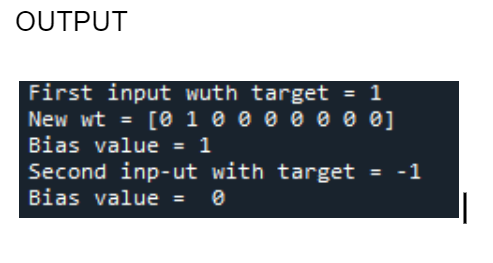 OUTPUT
First input wuth target = 1
New wt = [0 1 0 0 0 0 0 0 0]
Bias value = 1
Second inp-ut with target = -1
Bias value =  0